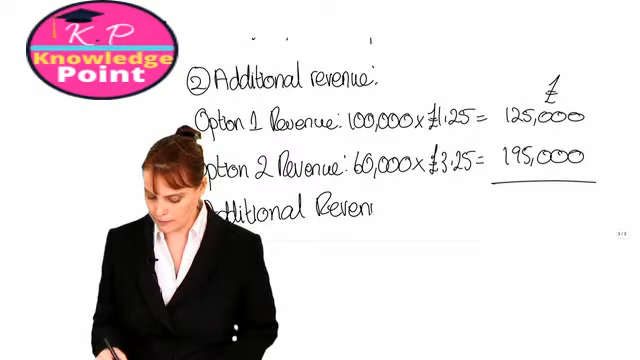 K.P
Knowledge
Point
② Additional revenue:
£
Option 1 Revenue: 100,000 x £1.25 = 125,000
Option 2 Revenue: 60,000 x £3.25 = 195,000
Additional Reven